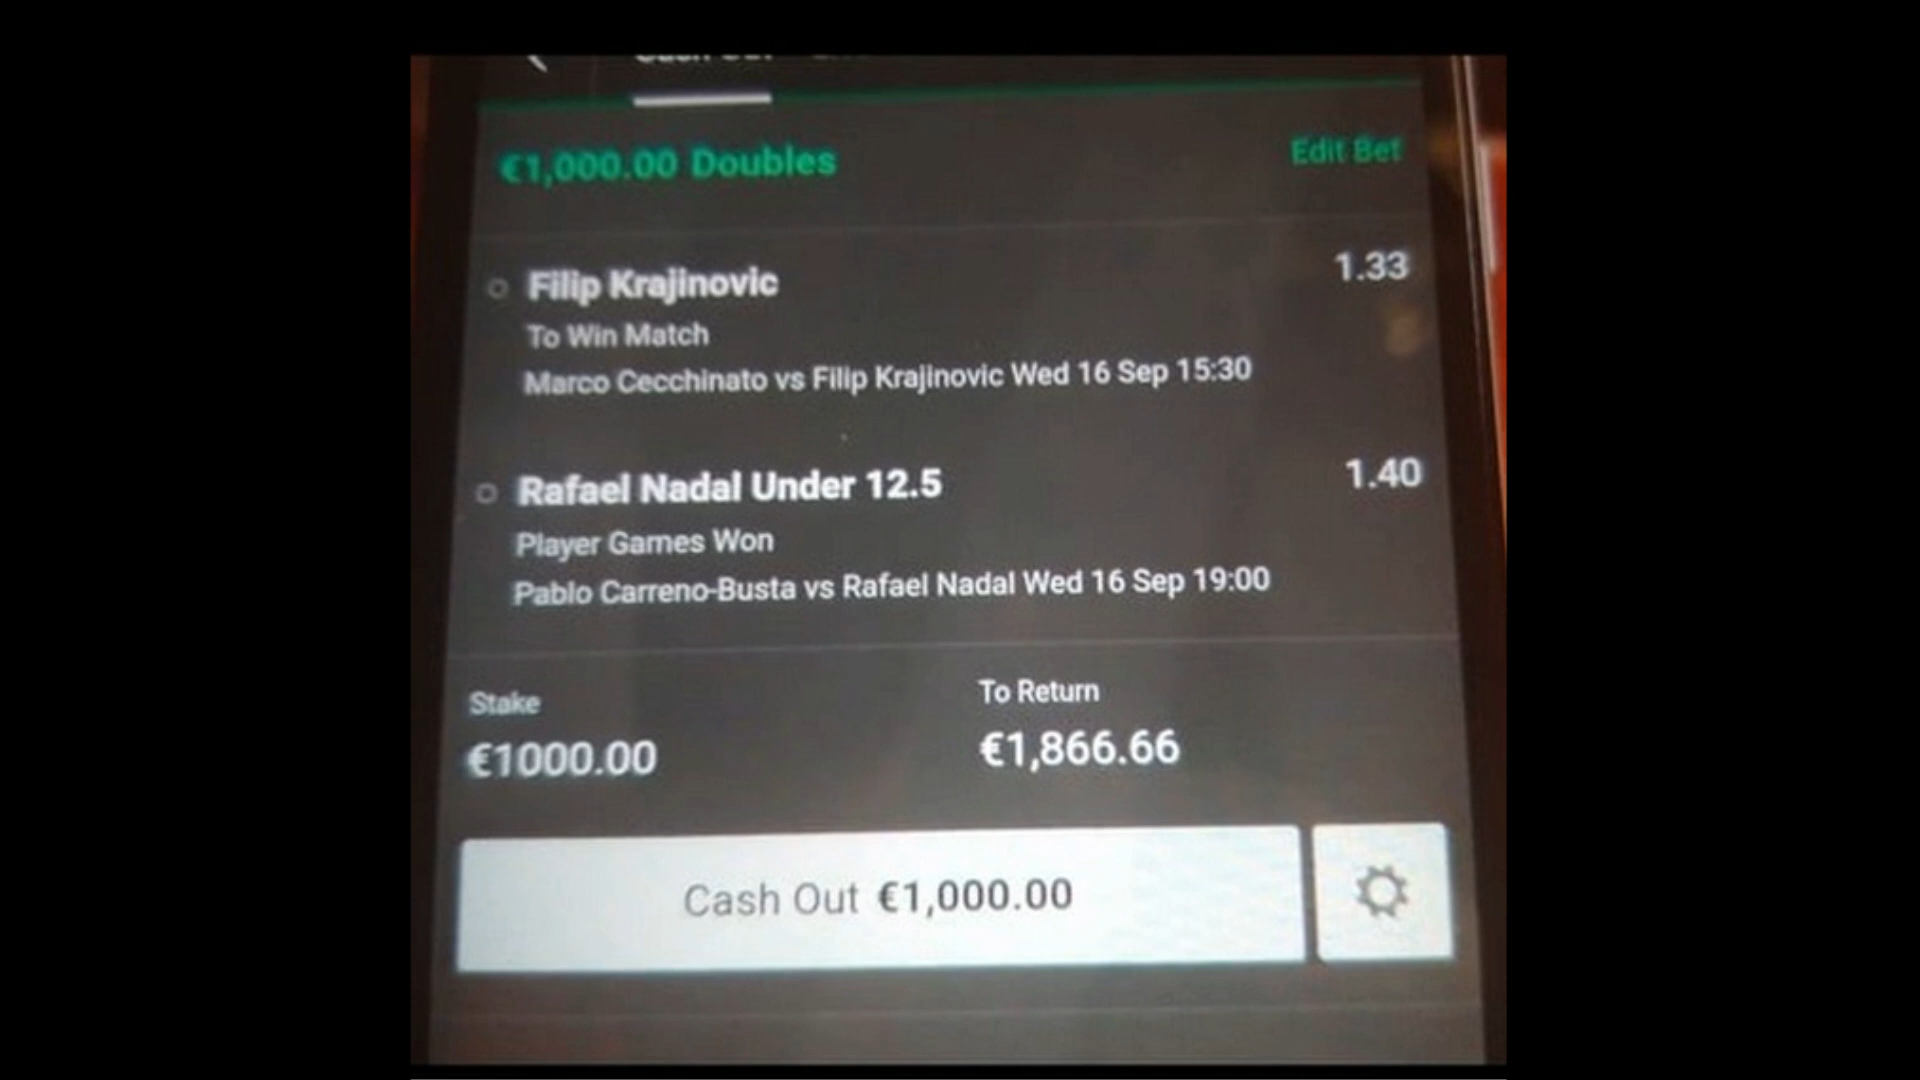 Cash Out
€1,000.00 Doubles
Edit Bet
Filip Krajinovic
1.33
To Win Match
Marco Cecchinato vs Filip Krajinovic Wed 16 Sep 15:30
Rafael Nadal Under 12.5
1.40
Player Games Won
Pablo Carreno-Busta vs Rafael Nadal Wed 16 Sep 19:00
Stake
To Return
€1000.00
€1,866.66
Cash Out €1,000.00